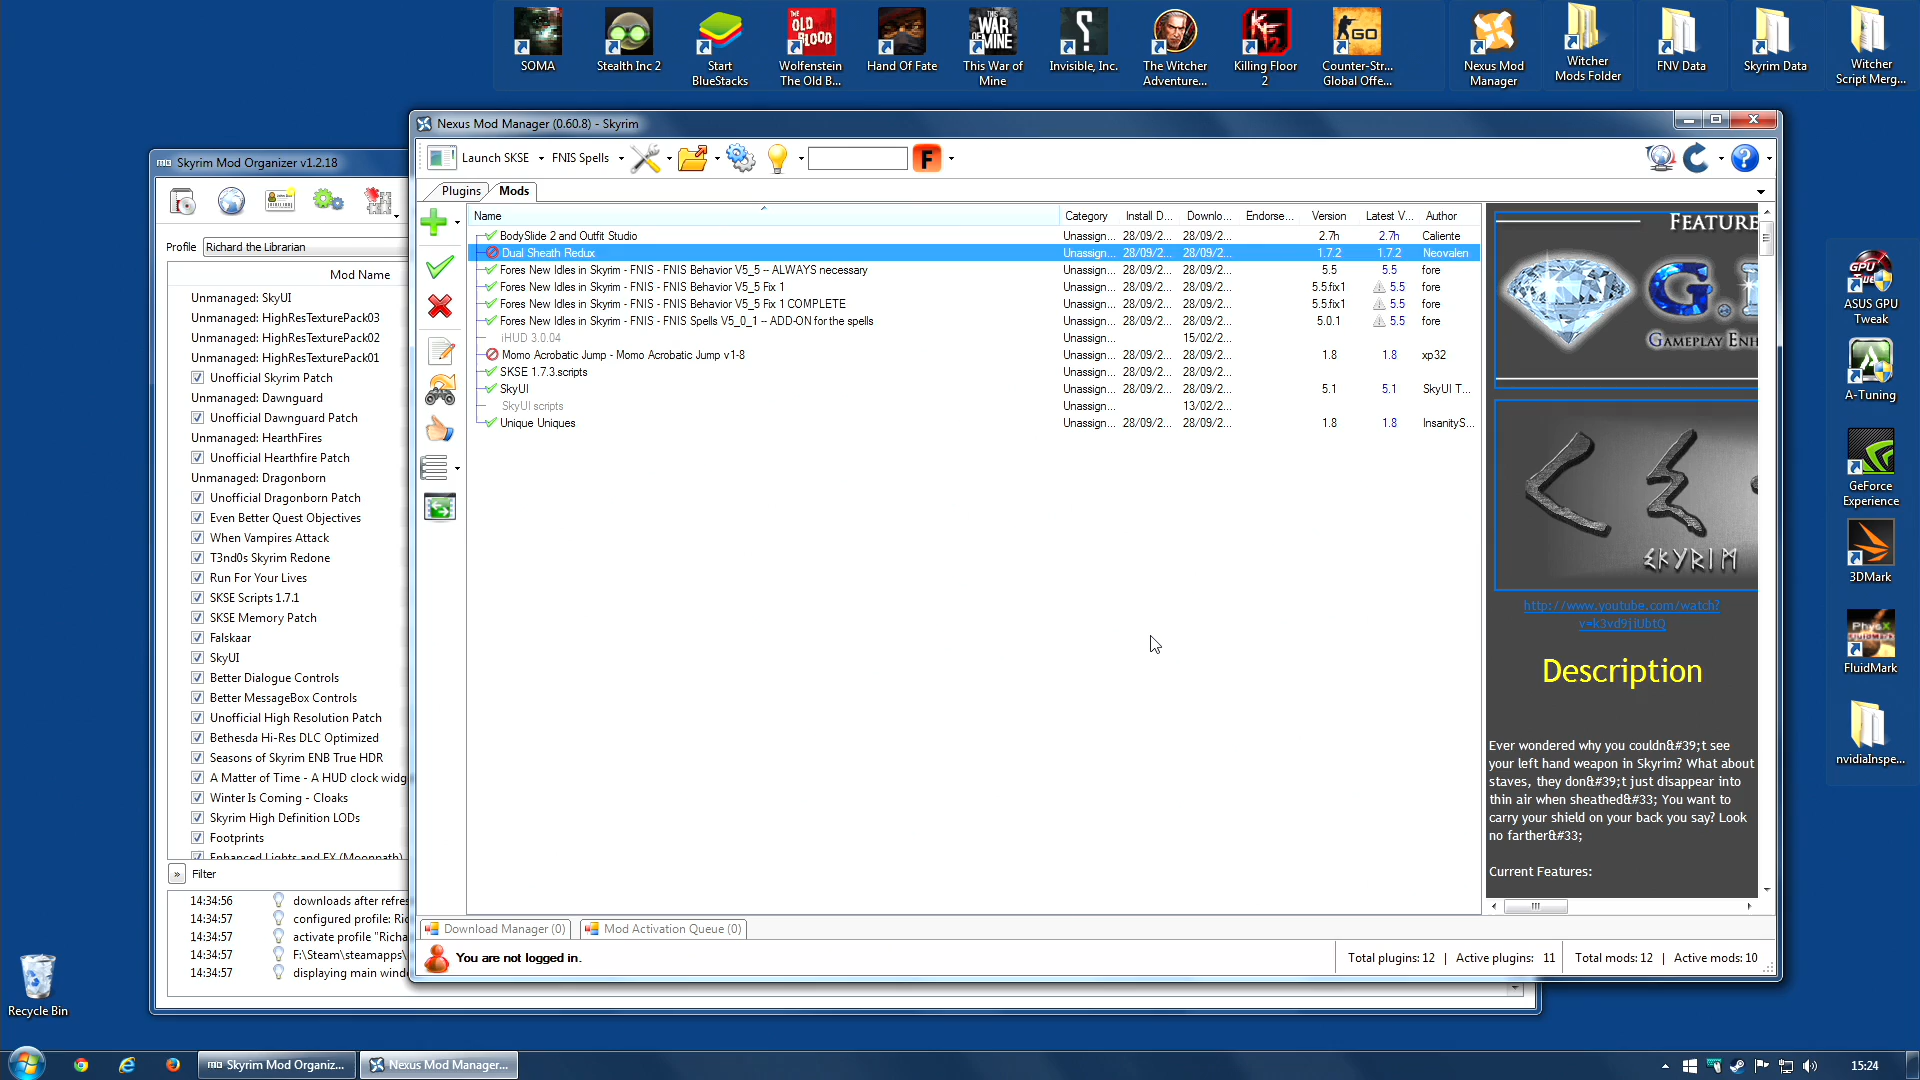 SOMA
Stealth Inc 2
Start BlueStacks
Wolfenstein The Old B...
Hand Of Fate
This War of Mine
Invisible, Inc.
The Witcher Adventure...
Killing Floor 2
Counter-Str... Global Offe...
Nexus Mod Manager
Witcher Mods Folder
FNV Data
Skyrim Data
Witcher Script Merg...
Nexus Mod Manager (0.60.8) - Skyrim
Launch SKSE
FNIS Spells
F
Plugins
Mods
Name Category Install D... Downlo... Endorse... Version Latest V... Author
BodySlide 2 and Outfit Studio Unassign... 28/09/2... 28/09/2... 2.7h 2.7h Caliente
Dual Sheath Redux Unassign... 28/09/2... 28/09/2... 1.7.2 1.7.2 Neovalen
Fores New Idles in Skyrim - FNIS - FNIS Behavior V5_5 -- ALWAYS necessary Unassign... 28/09/2... 28/09/2... 5.5 5.5 fore
Fores New Idles in Skyrim - FNIS - FNIS Behavior V5_5 Fix 1 Unassign... 28/09/2... 28/09/2... 5.5.fix1 5.5 fore
Fores New Idles in Skyrim - FNIS - FNIS Behavior V5_5 Fix 1 COMPLETE Unassign... 28/09/2... 28/09/2... 5.5.fix1 5.5 fore
Fores New Idles in Skyrim - FNIS - FNIS Spells V5_0_1 -- ADD-ON for the spells Unassign... 28/09/2... 28/09/2... 5.0.1 5.5 fore
iHUD 3.0.04 Unassign... 15/02/2...
Momo Acrobatic Jump - Momo Acrobatic Jump v1-8 Unassign... 28/09/2... 28/09/2... 1.8 1.8 xp32
SKSE 1.7.3.scripts Unassign... 28/09/2... 28/09/2...
SkyUI Unassign... 28/09/2... 28/09/2... 5.1 5.1 SkyUI T...
SkyUI scripts Unassign... 13/02/2...
Unique Uniques Unassign... 28/09/2... 28/09/2... 1.8 1.8 InsanityS...
FEATURE
G.
GAMEPLAY ENH
SKYRIM
http://www.youtube.com/watch?
v=k3vd9jiUbtQ
Description
Ever wondered why you couldn&#39;t see
your left hand weapon in Skyrim? What about
staves, they don&#39;t just disappear into
thin air when sheathed&#33; You want to
carry your shield on your back you say? Look
no farther&#33;
Current Features:
Download Manager (0)
Mod Activation Queue (0)
You are not logged in.
Total plugins: 12 | Active plugins: 11
Total mods: 12 | Active mods: 10
Skyrim Mod Organizer v1.2.18
Profile Richard the Librarian
Mod Name
Unmanaged: SkyUI
Unmanaged: HighResTexturePack03
Unmanaged: HighResTexturePack02
Unmanaged: HighResTexturePack01
Unofficial Skyrim Patch
Unmanaged: Dawnguard
Unofficial Dawnguard Patch
Unmanaged: HearthFires
Unofficial Hearthfire Patch
Unmanaged: Dragonborn
Unofficial Dragonborn Patch
Even Better Quest Objectives
When Vampires Attack
T3nd0s Skyrim Redone
Run For Your Lives
SKSE Scripts 1.7.1
SKSE Memory Patch
Falskaar
SkyUI
Better Dialogue Controls
Better MessageBox Controls
Unofficial High Resolution Patch
Bethesda Hi-Res DLC Optimized
Seasons of Skyrim ENB True HDR
A Matter of Time - A HUD clock widg
Winter Is Coming - Cloaks
Skyrim High Definition LODs
Footprints
Enhanced Lights and FX (Moonpath)
Filter
14:34:56 downloads after refres
14:34:57 configured profile: Ric
14:34:57 activate profile "Richa
14:34:57 F:\Steam\steamapps\
14:34:57 displaying main windo
ASUS GPU Tweak
A-Tuning
GeForce Experience
3DMark
FluidMark
nvidiaInspe...
Recycle Bin
Skyrim Mod Organiz...
Nexus Mod Manager...
15:24